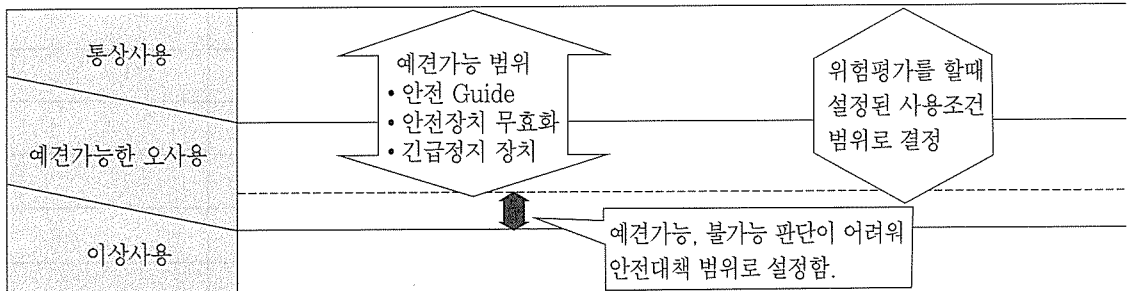 통상사용
예견가능한 오사용
이상사용
예견가능 범위
• 안전 Guide
• 안전장치 무효화
• 긴급정지 장치
위험평가를 할때
설정된 사용조건
범위로 결정
예견가능, 불가능 판단이 어려워
안전대책 범위로 설정함.